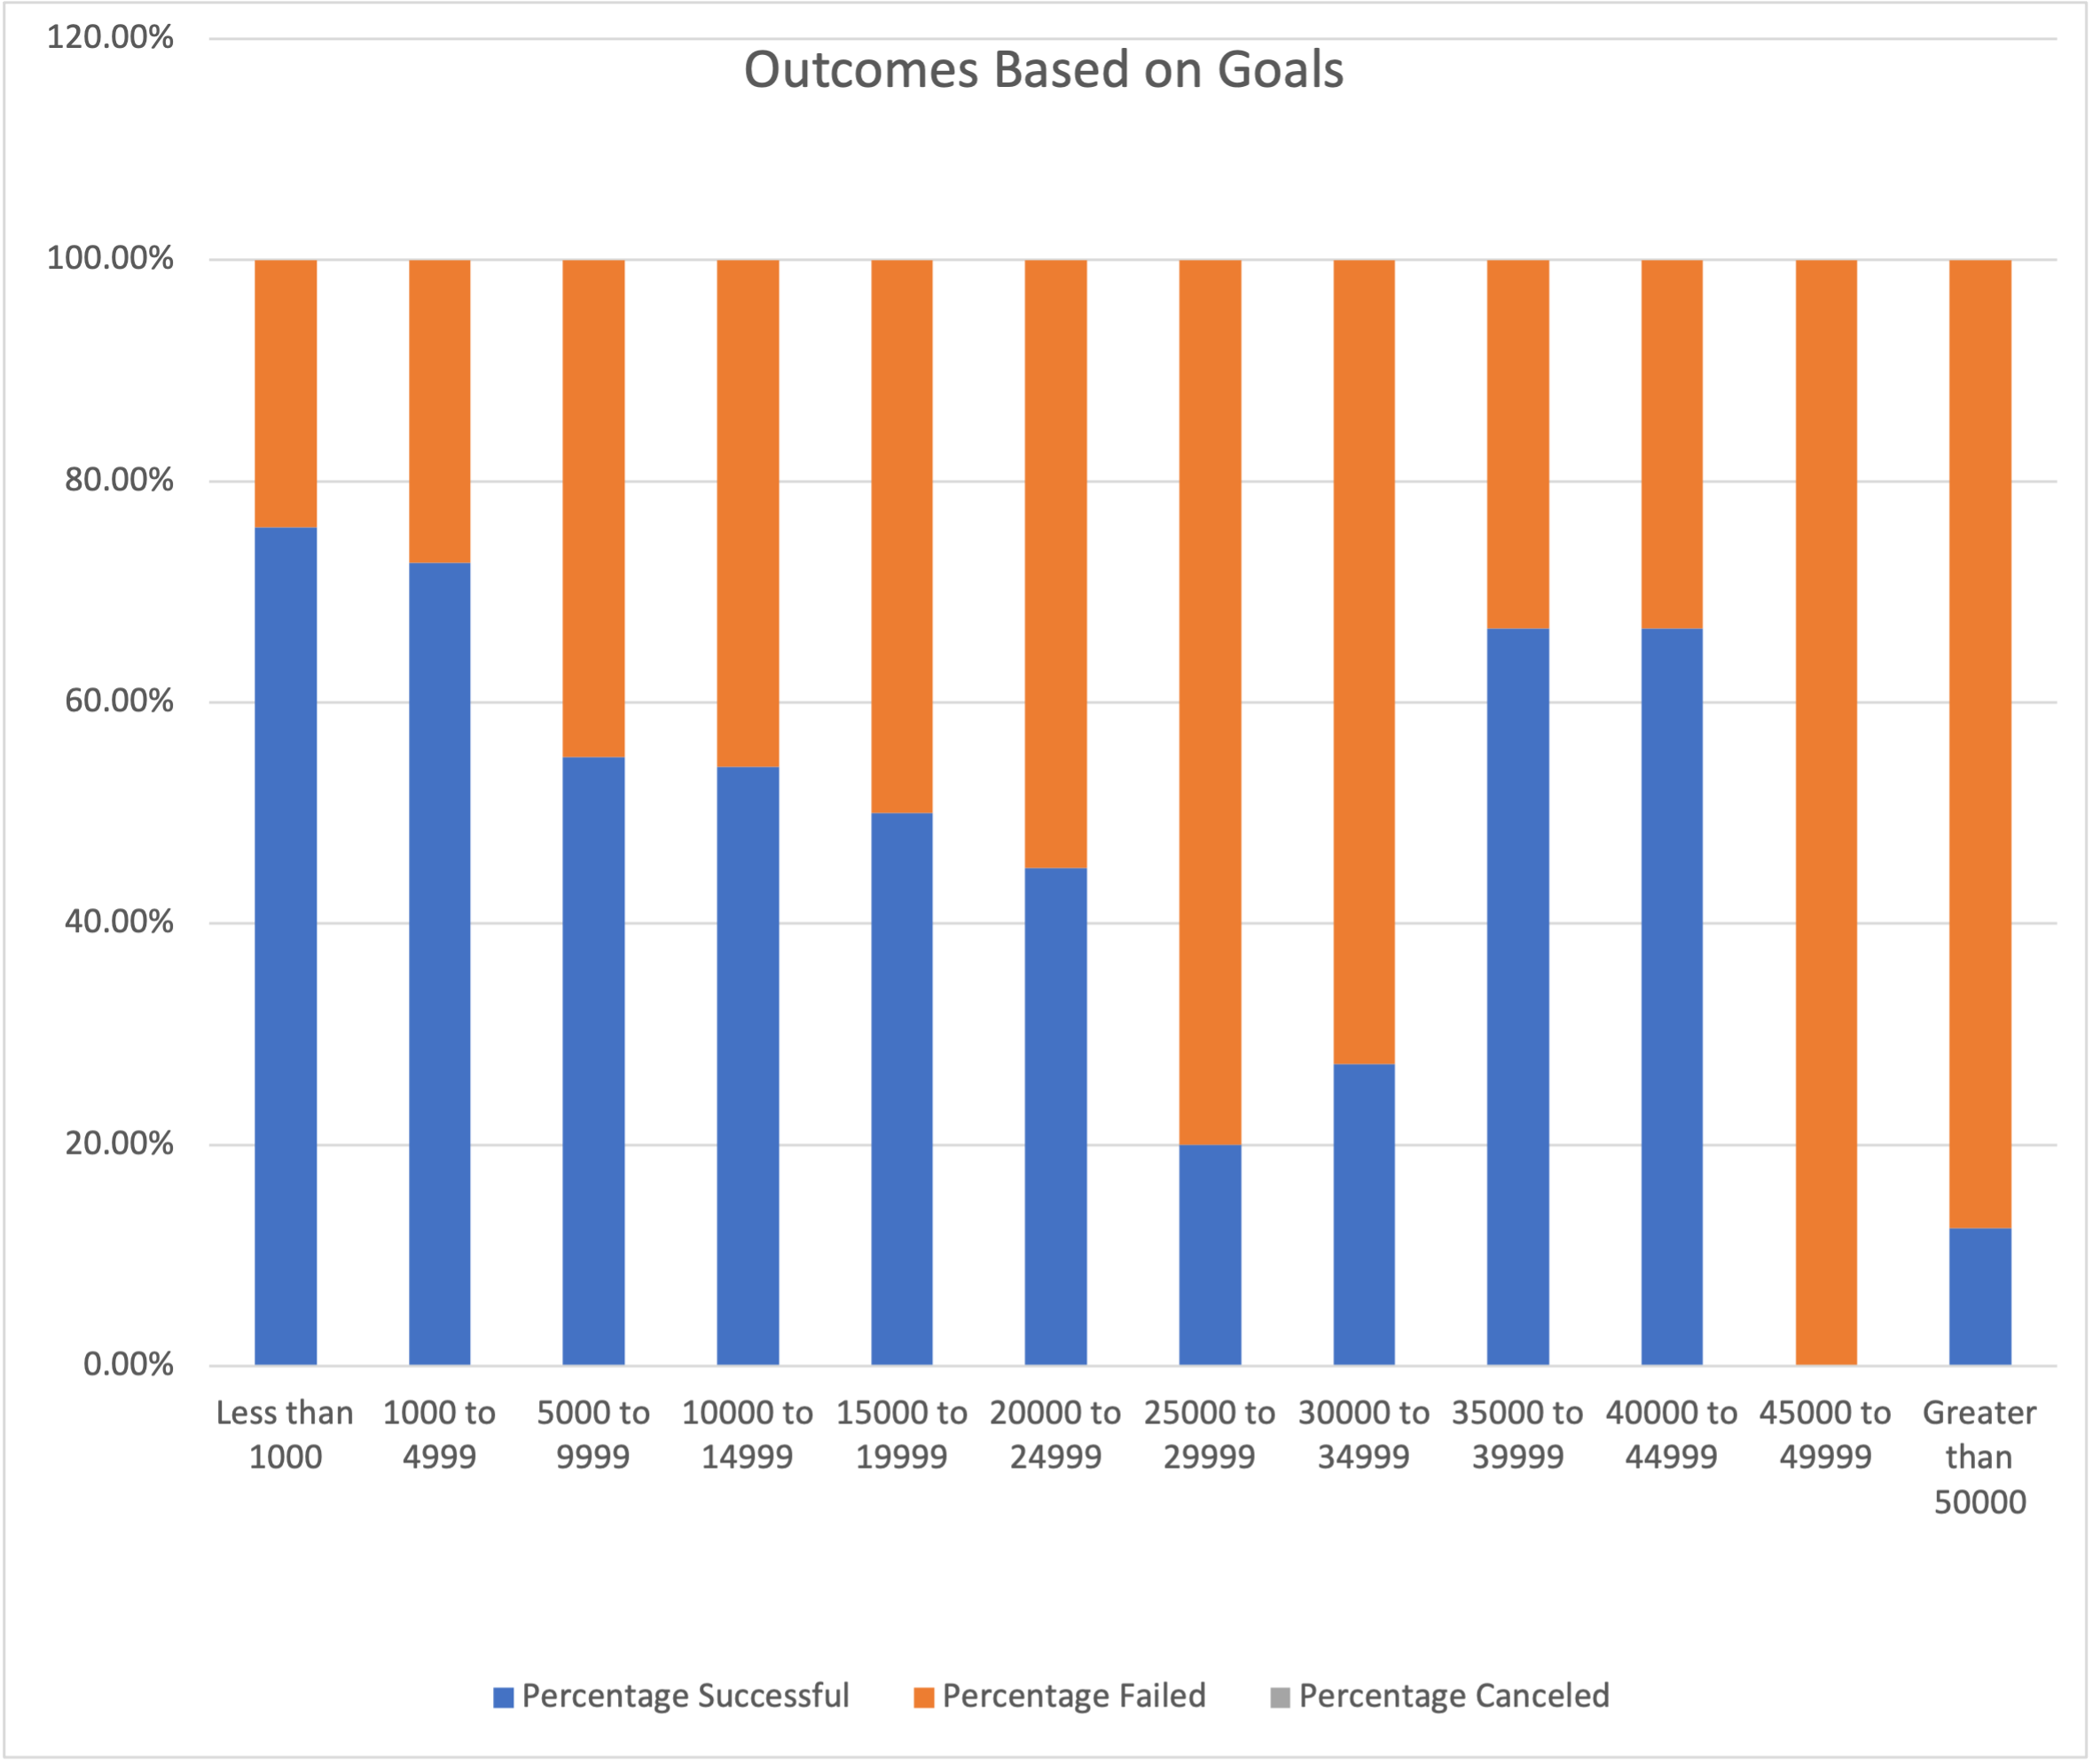 Outcomes Based on Goals
120.00%
100.00%
80.00%
60.00%
40.00%
20.00%
0.00%
Less than
1000
1000 to
4999
5000 to
9999
10000 to
14999
15000 to
19999
20000 to
24999
25000 to
29999
30000 to
34999
35000 to
39999
40000 to
44999
45000 to
49999
Greater
than
50000
Percentage Successful
Percentage Failed
Percentage Canceled